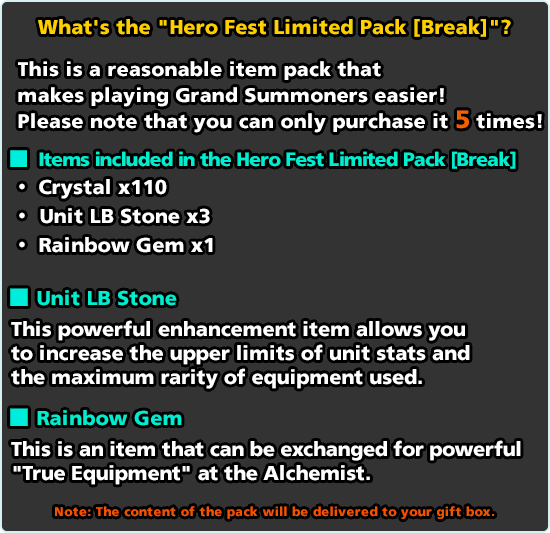 What's the "Hero Fest Limited Pack [Break]"?
This is a reasonable item pack that
makes playing Grand Summoners easier!
Please note that you can only purchase it 5 times!
■ Items included in the Hero Fest Limited Pack [Break]
• Crystal x110
• Unit LB Stone x3
• Rainbow Gem x1
■ Unit LB Stone
This powerful enhancement item allows you
to increase the upper limits of unit stats and
the maximum rarity of equipment used.
■ Rainbow Gem
This is an item that can be exchanged for powerful
"True Equipment" at the Alchemist.
Note: The content of the pack will be delivered to your gift box.